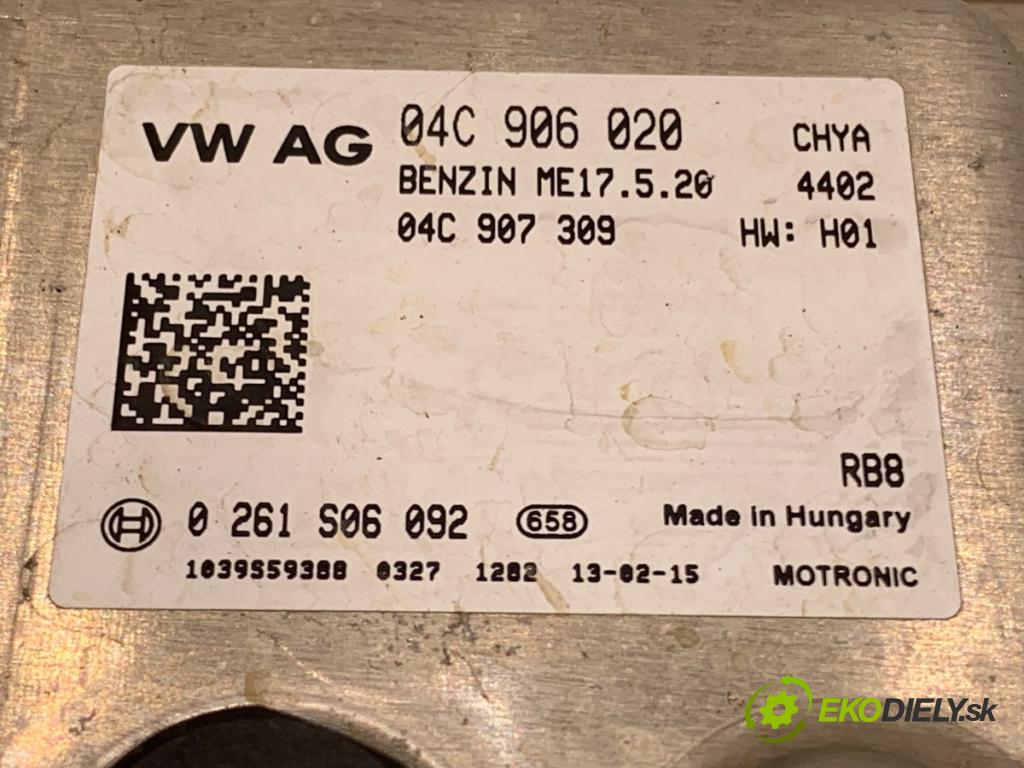 VW AG 04C 906 020 CHYA
BENZIN ME17.5.20 4402
04C 907 309 HW: H01
RB8
0 261 S06 092 658 Made in Hungary
1039S59388 0327 1282 13-02-15 MOTRONIC
EKODIELY.sk